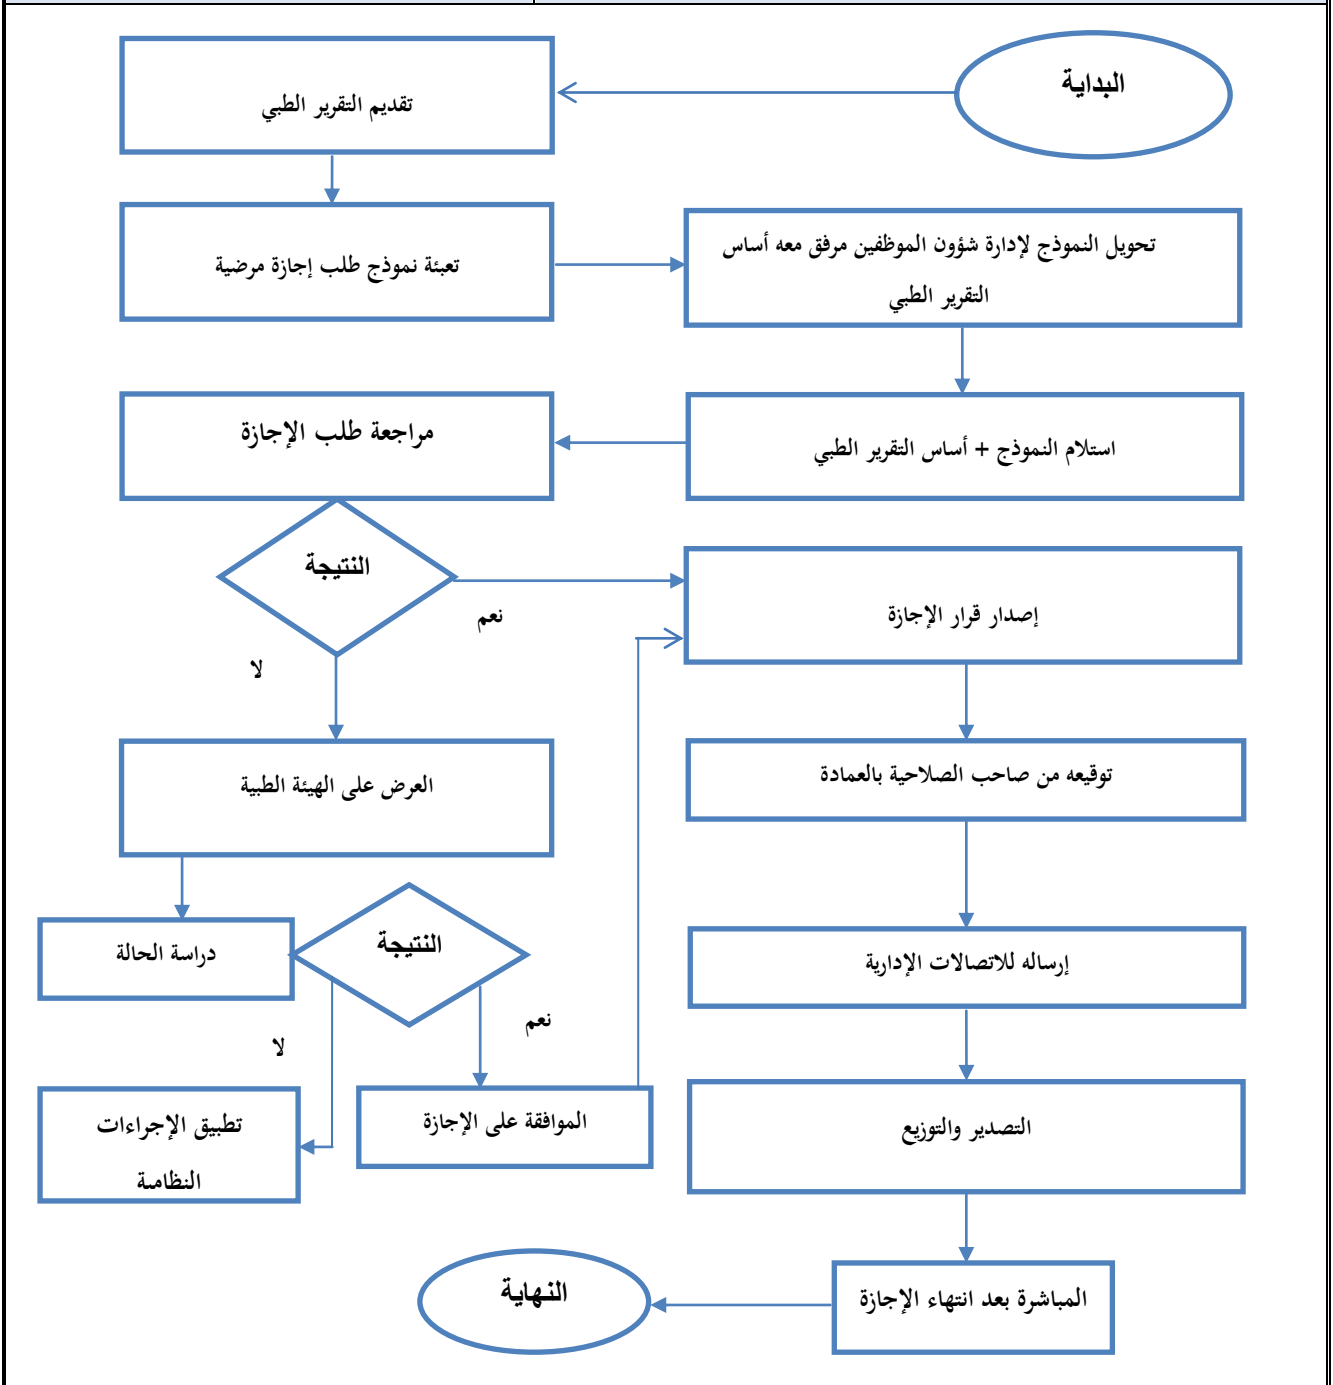 البداية
تقديم التقرير الطبي
تعبئة نموذج طلب إجازة مرضية
تحويل النموذج لإدارة شؤون الموظفين مرفق معه أساس
التقرير الطبي
استلام النموذج + أساس التقرير الطبي
مراجعة طلب الإجازة
النتيجة
نعم
لا
إصدار قرار الإجازة
توقيعه من صاحب الصلاحية بالعمادة
العرض على الهيئة الطبية
دراسة الحالة
النتيجة
نعم
لا
إرساله للاتصالات الإدارية
الموافقة على الإجازة
تطبيق الإجراءات
النظامية
التصدير والتوزيع
المباشرة بعد انتهاء الإجازة
النهاية